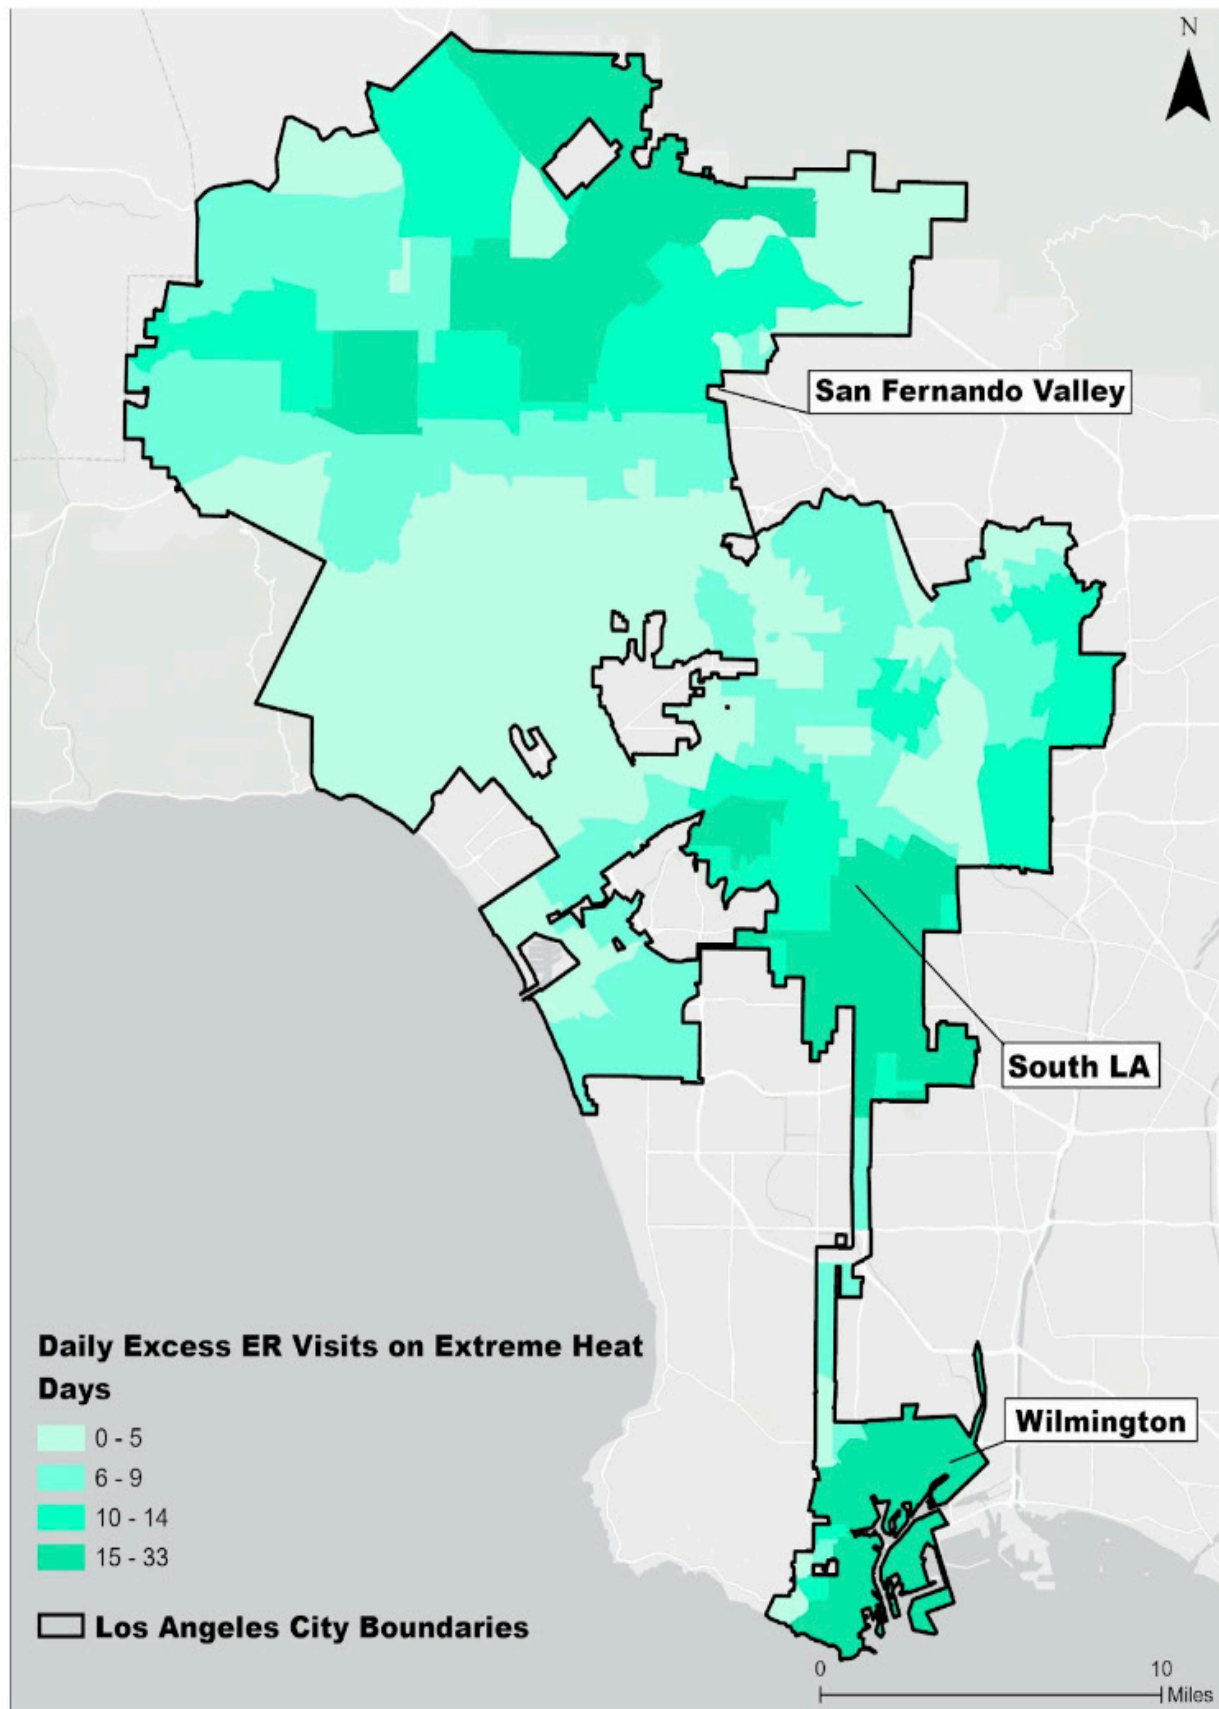 N
San Fernando Valley
South LA
Daily Excess ER Visits on Extreme Heat
Days
0 - 5
6 - 9
10 - 14
15 - 33
Los Angeles City Boundaries
Wilmington
0 10
Miles